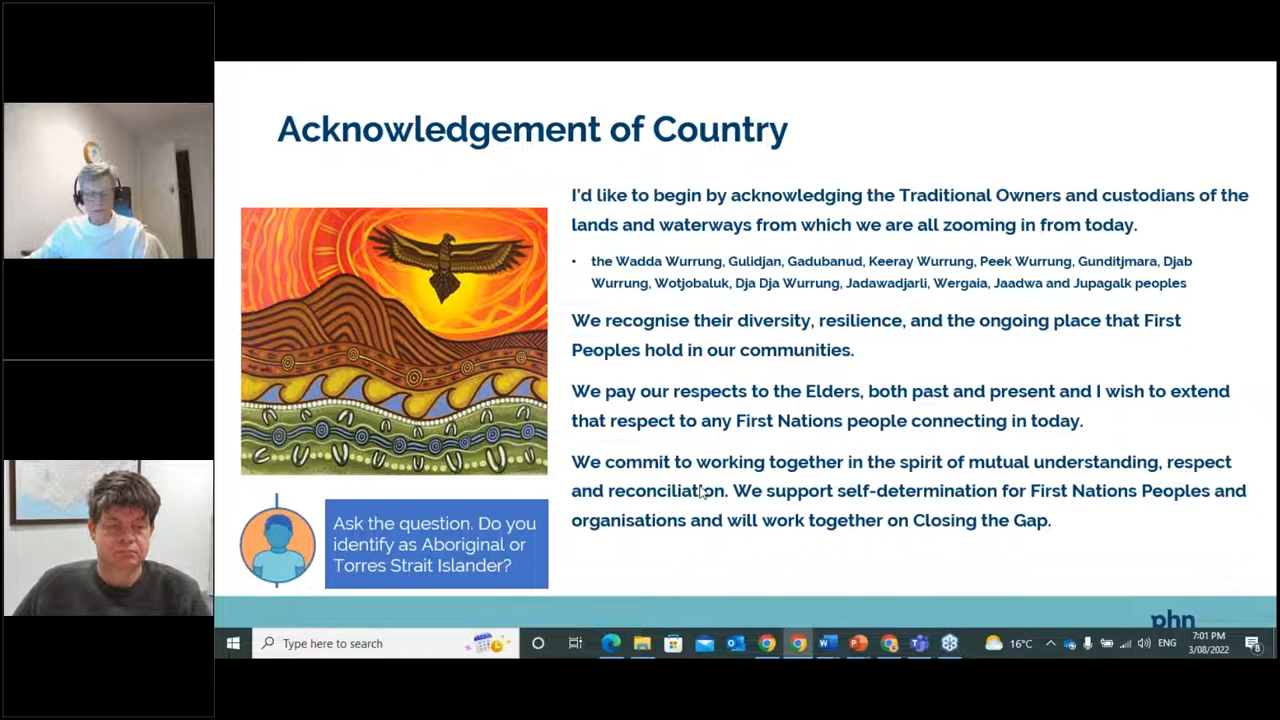 Acknowledgement of Country
I'd like to begin by acknowledging the Traditional Owners and custodians of the
lands and waterways from which we are all zooming in from today.
• the Wadda Wurrung, Gulidjan, Gadubanud, Keeray Wurrung, Peek Wurrung, Gunditjmara, Djab
Wurrung, Wotjobaluk, Dja Dja Wurrung, Jadawadjarli, Wergaia, Jaadwa and Jupagalk peoples
We recognise their diversity, resilience, and the ongoing place that First
Peoples hold in our communities.
We pay our respects to the Elders, both past and present and I wish to extend
that respect to any First Nations people connecting in today.
We commit to working together in the spirit of mutual understanding, respect
and reconciliation. We support self-determination for First Nations Peoples and
organisations and will work together on Closing the Gap.
Ask the question. Do you
identify as Aboriginal or
Torres Strait Islander?
phn
Type here to search
16°C
ENG
7:01 PM
3/08/2022
8